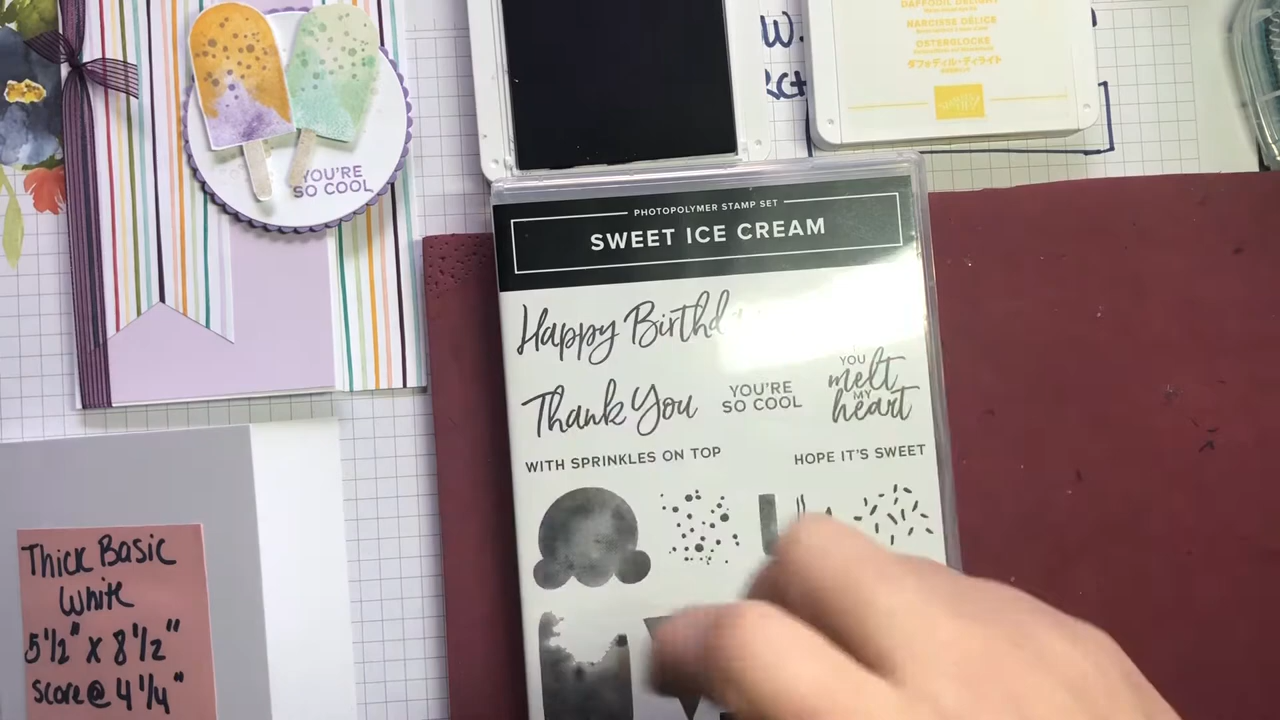 YOU'RE
SO COOL
DAFFODIL DELIGHT
NARCISSE DÉLICE
OSTERGLOCKE
ダフォディル・ディライト
PHOTOPOLYMER STAMP SET
SWEET ICE CREAM
Happy Birthd
Thank You
YOU'RE
SO COOL
YOU
melt
MY
heart
WITH SPRINKLES ON TOP
HOPE IT'S SWEET
Thick Basic
White
5 1/2" X 8 1/2"
Score @ 4 1/4"